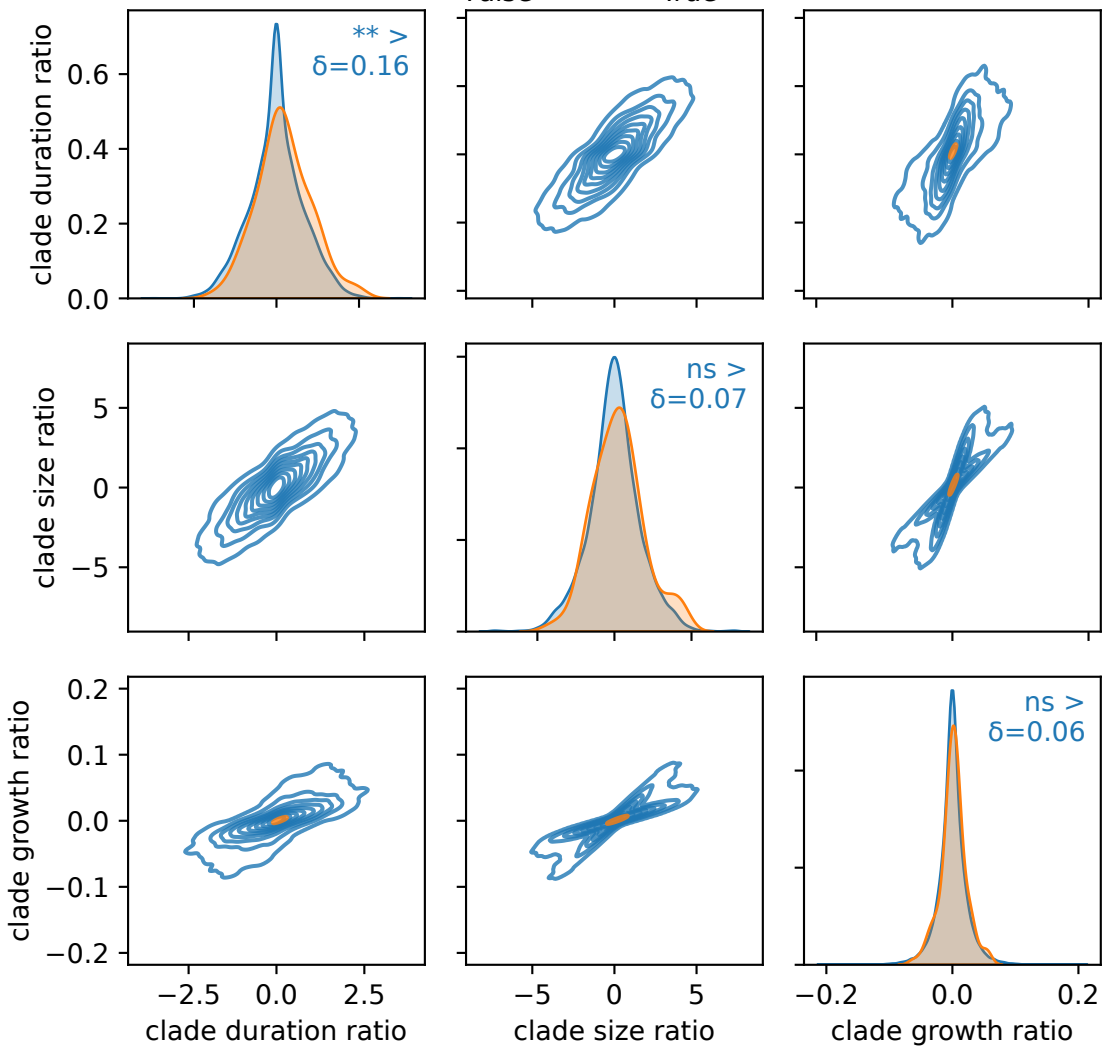 ** >
δ=0.16
clade duration ratio
0.6
0.4
0.2
0.0
ns >
δ=0.07
clade size ratio
5
0
−5
ns >
δ=0.06
clade growth ratio
0.2
0.1
0.0
−0.1
−0.2
−2.5 0.0 2.5
−5 0 5
−0.2 0.0 0.2
clade duration ratio
clade size ratio
clade growth ratio